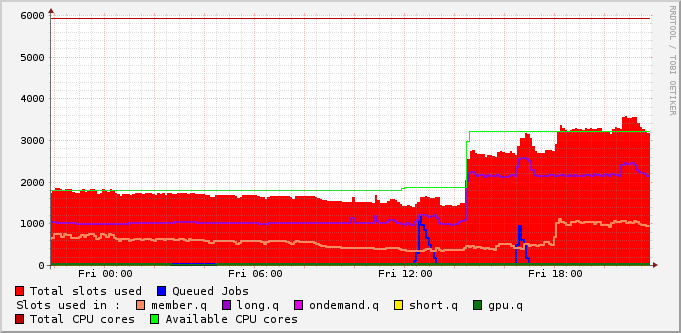 RRDTOOL / TOBI OETIKER
6000
5000
4000
3000
2000
1000
0
Fri 00:00 Fri 06:00 Fri 12:00 Fri 18:00
Total slots used Queued Jobs
Slots used in : member.q long.q ondemand.q short.q gpu.q
Total CPU cores Available CPU cores